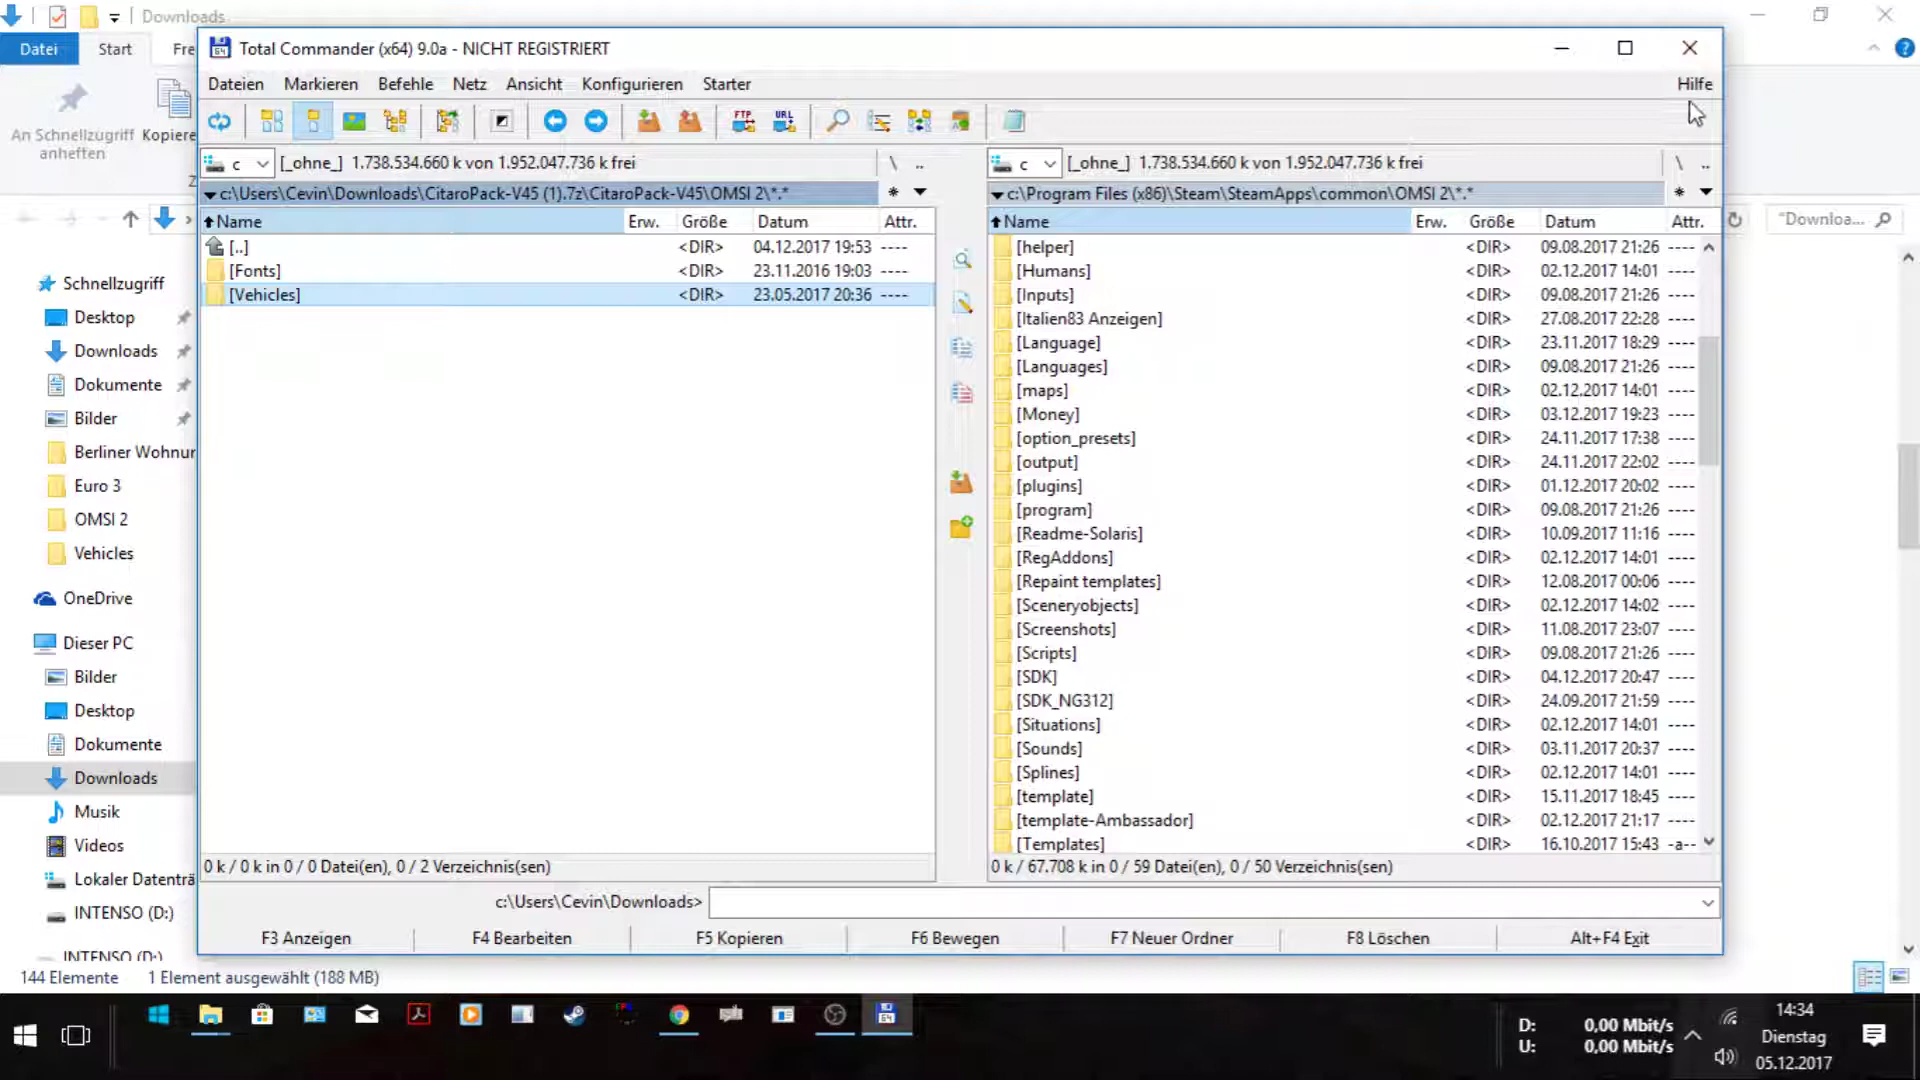 Downloads
Datei
Start
Fre
An Schnellzugriff
anheften
Kopiere
Z
"Downloa...
Total Commander (x64) 9.0a - NICHT REGISTRIERT
Dateien Markieren Befehle Netz Ansicht Konfigurieren Starter Hilfe
FTP URL
c [_ohne_] 1.738.534.660 k von 1.952.047.736 k frei \ ..
c [_ohne_] 1.738.534.660 k von 1.952.047.736 k frei \ ..
c:\Users\Cevin\Downloads\CitaroPack-V45 (1).7z\CitaroPack-V45\OMSI 2\*.* *
c:\Program Files (x86)\Steam\SteamApps\common\OMSI 2\*.* *
Name Erw. Größe Datum Attr.
[..] <DIR> 04.12.2017 19:53 ----
[Fonts] <DIR> 23.11.2016 19:03 ----
[Vehicles] <DIR> 23.05.2017 20:36 ----
Name Erw. Größe Datum Attr.
[helper] <DIR> 09.08.2017 21:26 ----
[Humans] <DIR> 02.12.2017 14:01 ----
[Inputs] <DIR> 09.08.2017 21:26 ----
[Italien83 Anzeigen] <DIR> 27.08.2017 22:28 ----
[Language] <DIR> 23.11.2017 18:29 ----
[Languages] <DIR> 09.08.2017 21:26 ----
[maps] <DIR> 02.12.2017 14:01 ----
[Money] <DIR> 03.12.2017 19:23 ----
[option_presets] <DIR> 24.11.2017 17:38 ----
[output] <DIR> 24.11.2017 22:02 ----
[plugins] <DIR> 01.12.2017 20:02 ----
[program] <DIR> 09.08.2017 21:26 ----
[Readme-Solaris] <DIR> 10.09.2017 11:16 ----
[RegAddons] <DIR> 02.12.2017 14:01 ----
[Repaint templates] <DIR> 12.08.2017 00:06 ----
[Sceneryobjects] <DIR> 02.12.2017 14:02 ----
[Screenshots] <DIR> 11.08.2017 23:07 ----
[Scripts] <DIR> 09.08.2017 21:26 ----
[SDK] <DIR> 04.12.2017 20:47 ----
[SDK_NG312] <DIR> 24.09.2017 21:59 ----
[Situations] <DIR> 02.12.2017 14:01 ----
[Sounds] <DIR> 03.11.2017 20:37 ----
[Splines] <DIR> 02.12.2017 14:01 ----
[template] <DIR> 15.11.2017 18:45 ----
[template-Ambassador] <DIR> 02.12.2017 21:17 ----
[Templates] <DIR> 16.10.2017 15:43 -a--
0 k / 0 k in 0 / 0 Datei(en), 0 / 2 Verzeichnis(sen)
0 k / 67.708 k in 0 / 59 Datei(en), 0 / 50 Verzeichnis(sen)
c:\Users\Cevin\Downloads>
F3 Anzeigen F4 Bearbeiten F5 Kopieren F6 Bewegen F7 Neuer Ordner F8 Löschen Alt+F4 Exit
Schnellzugriff
Desktop
Downloads
Dokumente
Bilder
Berliner Wohnun
Euro 3
OMSI 2
Vehicles
OneDrive
Dieser PC
Bilder
Desktop
Dokumente
Downloads
Musik
Videos
Lokaler Datenträ
INTENSO (D:)
INTENSO (D:)
144 Elemente 1 Element ausgewählt (188 MB)
D: 0,00 Mbit/s
U: 0,00 Mbit/s
14:34
Dienstag
05.12.2017